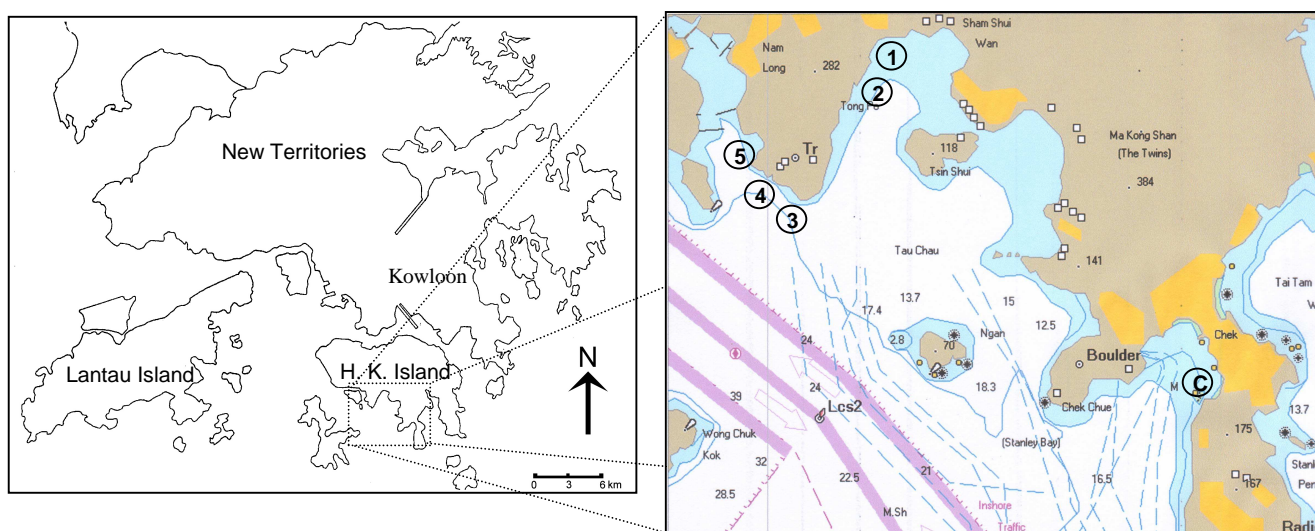 New Territories
Kowloon
Lantau Island
H. K. Island
N
0 3 6 km
Sham Shui
Wan
Nam
Long
282
1
2
Tong Po
Ma Kong Shan
(The Twins)
384
118
Tsin Shui
5
Tr
4
3
Tau Chau
141
Tai Tam
13.7
15
17.4
12.5
Ngan
Chek
2.8
70
Boulder
24
18.3
M
C
24
39
Lcs2
Chek Chue
13.7
(Stanley Bay)
175
Wong Chuk
Kok
32
21
22.5
16.5
167
28.5
M.Sh
Inshore
Traffic